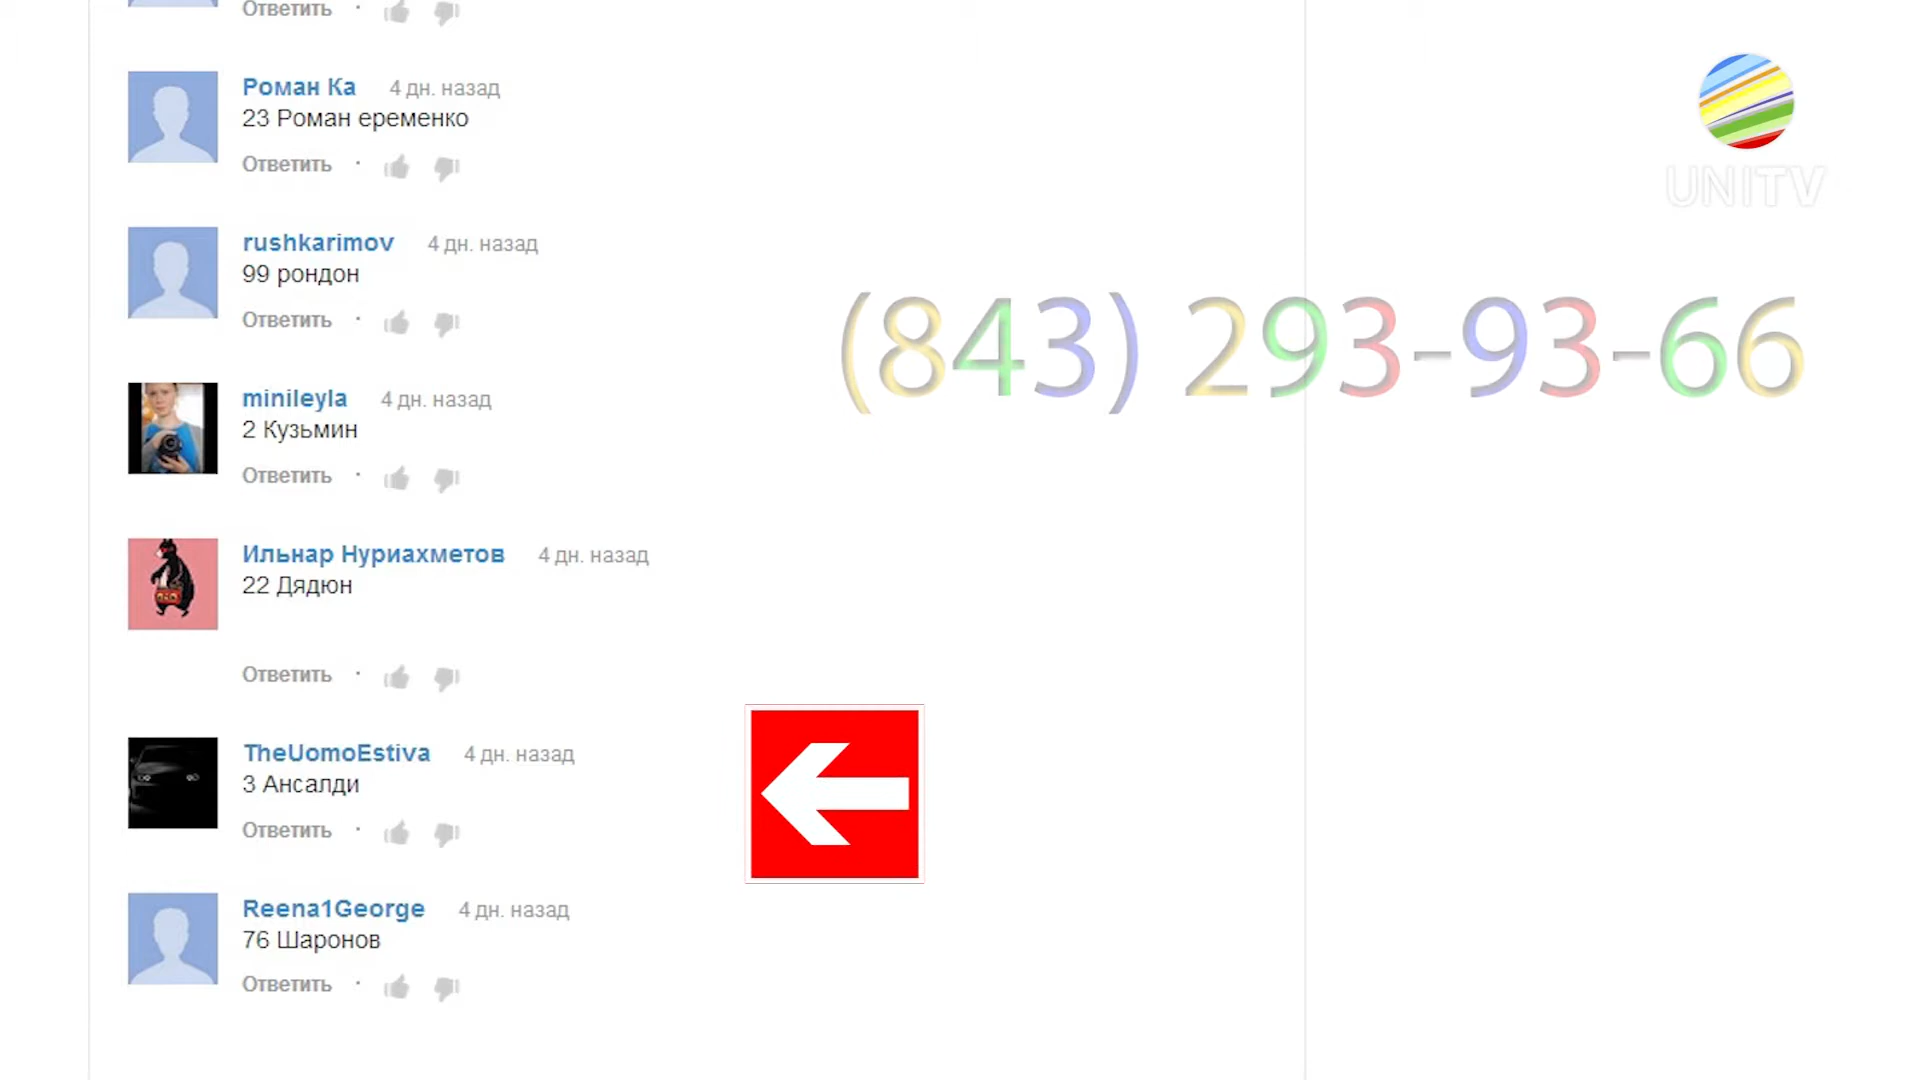 Ответить
Роман Ка 4 дн. назад
23 Роман еременко
Ответить
rushkarimov 4 дн. назад
99 рондон
Ответить
minileyla 4 дн. назад
2 Кузьмин
Ответить
Ильнар Нуриахметов 4 дн. назад
22 Дядюн
Ответить
TheUomoEstiva 4 дн. назад
3 Ансалди
Ответить
Reena1George 4 дн. назад
76 Шаронов
Ответить
UNITV
(843) 293-93-66